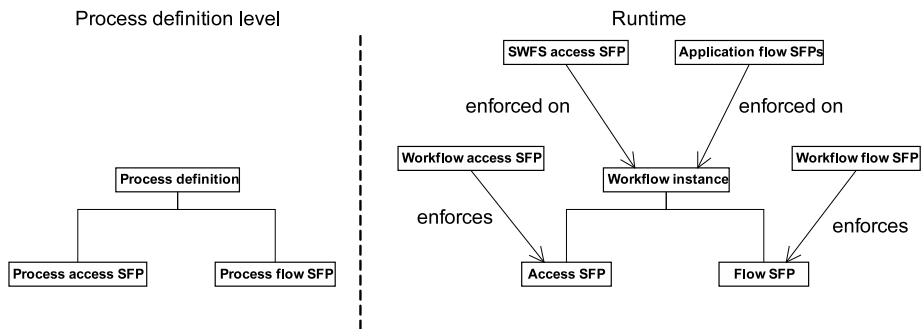 Process definition level
Runtime
SWFS access SFP
Application flow SFPs
enforced on
enforced on
Workflow access SFP
Workflow flow SFP
Process definition
Workflow instance
enforces
enforces
Process access SFP
Process flow SFP
Access SFP
Flow SFP